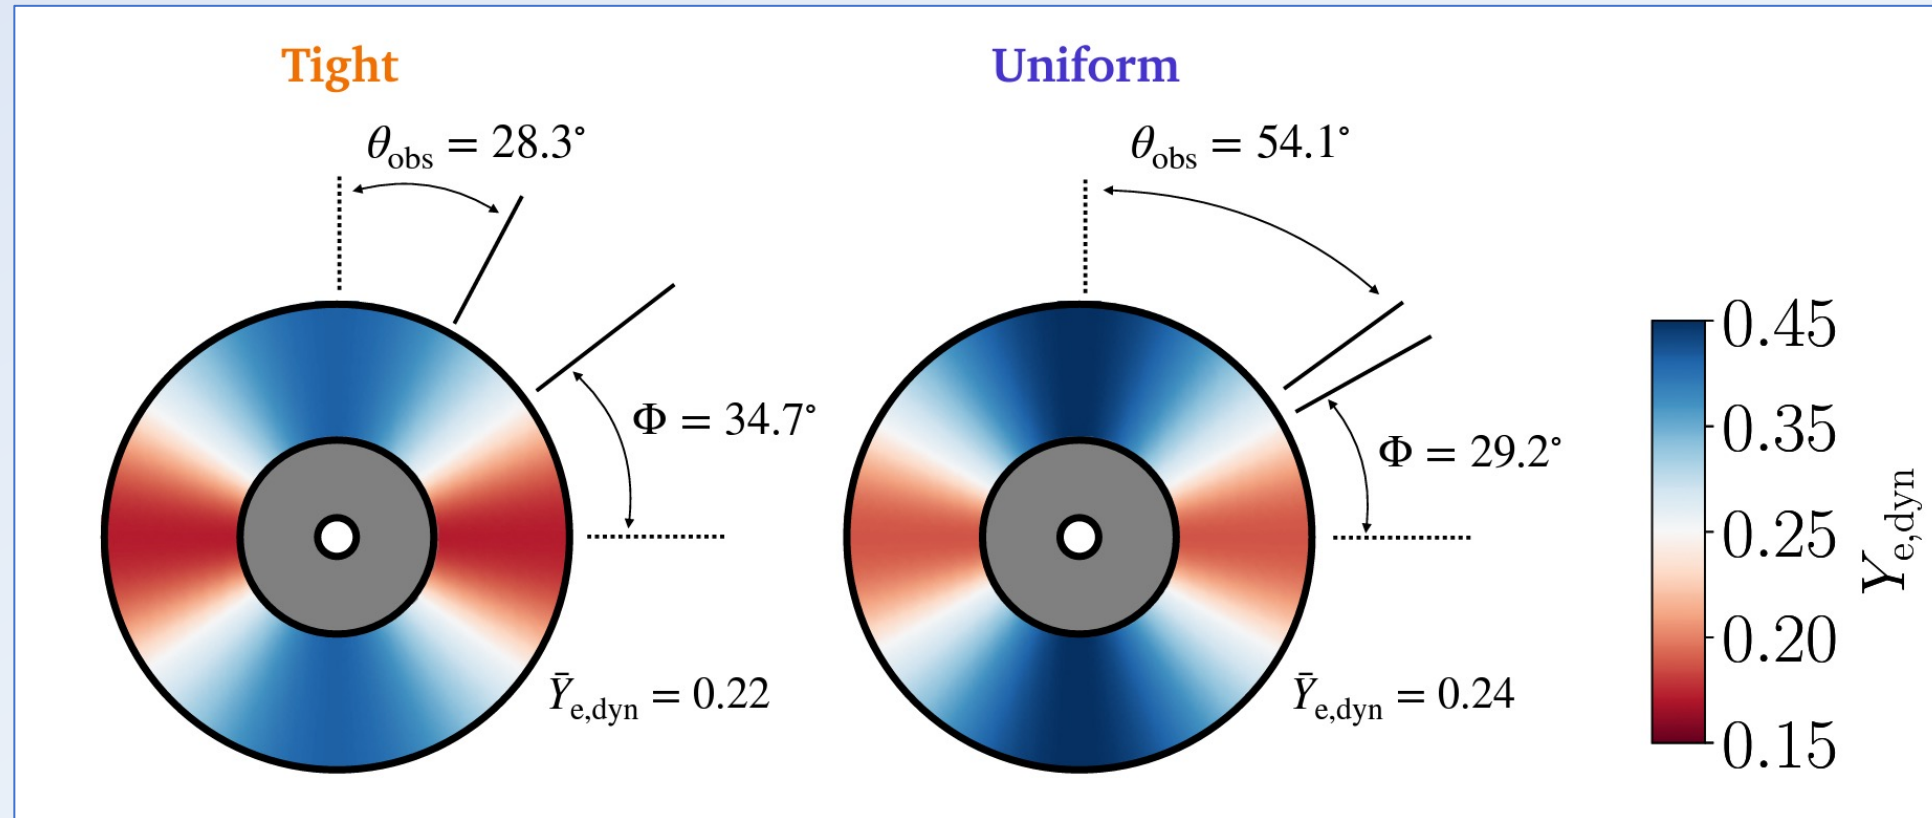 Tight
θobs = 28.3°
Φ = 34.7°
Ȳe,dyn = 0.22
Uniform
θobs = 54.1°
Φ = 29.2°
Ȳe,dyn = 0.24
0.45
0.35
0.25
0.20
0.15
Ye,dyn